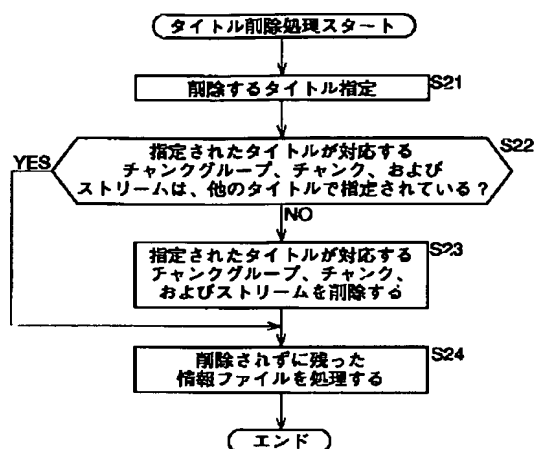 タイトル削除処理スタート
削除するタイトル指定
S21
指定されたタイトルが対応する
チャンクグループ、チャンク、および
ストリームは、他のタイトルで指定されている？
S22
YES
NO
指定されたタイトルが対応する
チャンクグループ、チャンク、
およびストリームを削除する
S23
削除されずに残った
情報ファイルを処理する
S24
エンド